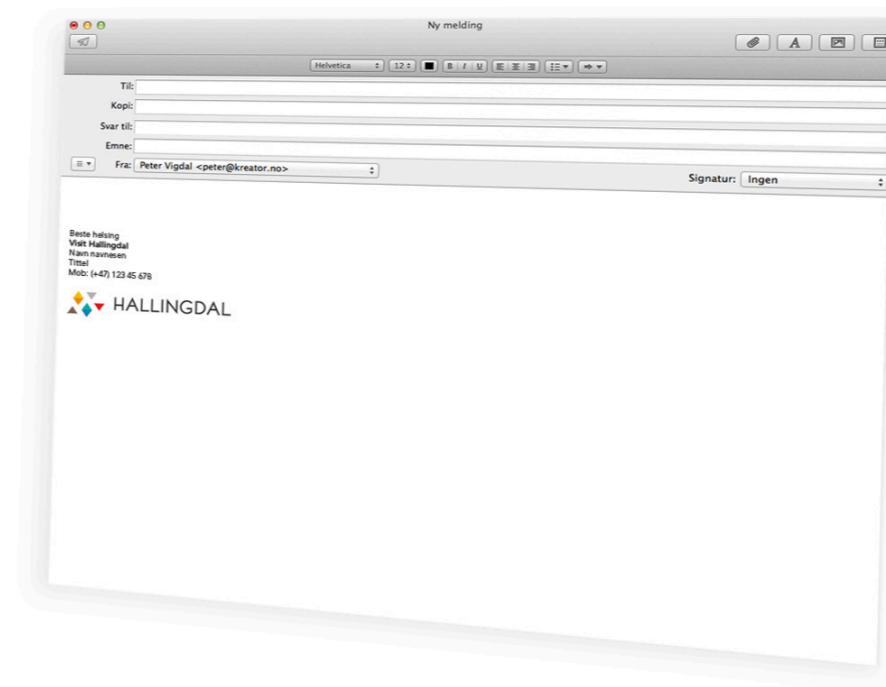 Ny melding
Helvetica 12 B I U
Til:
Kopi:
Svar til:
Emne:
Fra: Peter Vigdal <peter@kreator.no> Signatur: Ingen
Beste helsing
Visit Hallingdal
Navn navnesen
Tittel
Mob: (+47) 123 45 678
HALLINGDAL